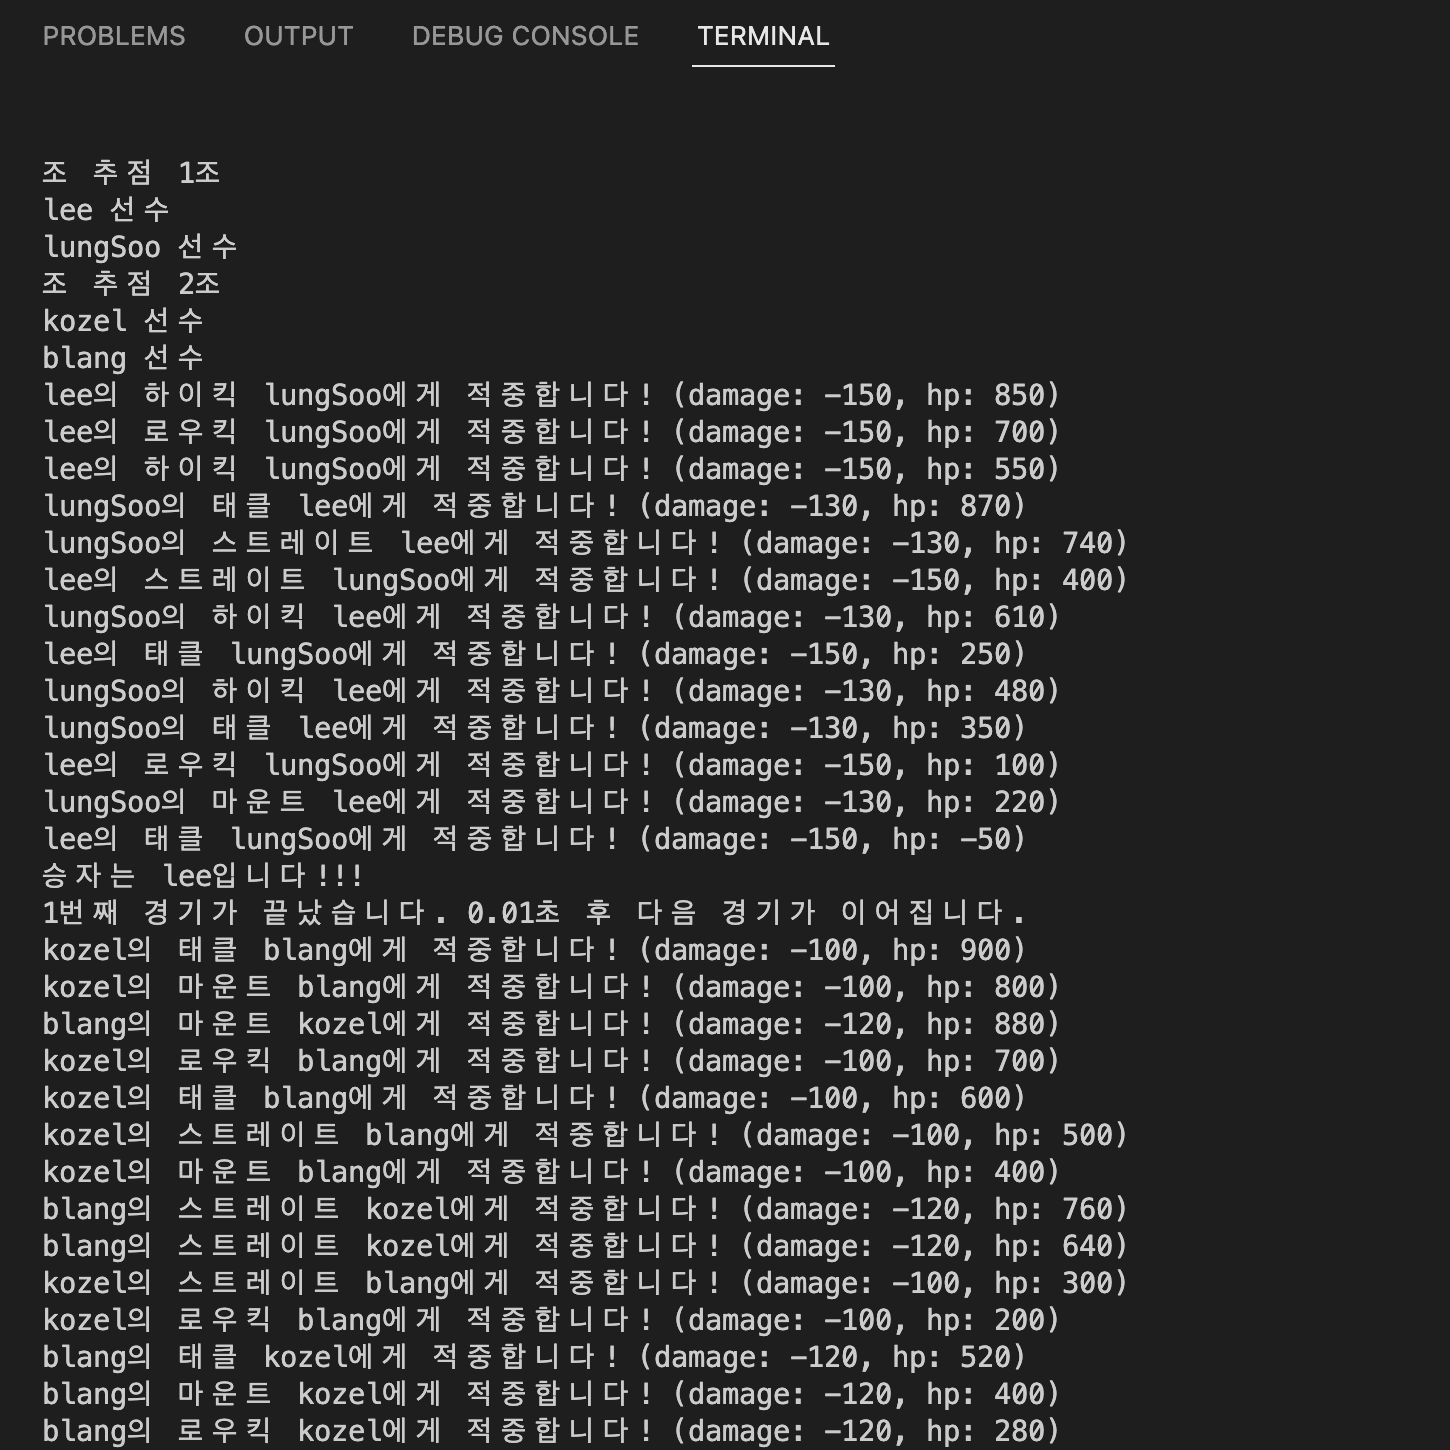 PROBLEMS OUTPUT DEBUG CONSOLE TERMINAL
조 추점 1조
lee 선수
lungSoo 선수
조 추점 2조
kozel 선수
blang 선수
lee의 하이킥 lungSoo에게 적중합니다! (damage: -150, hp: 850)
lee의 로우킥 lungSoo에게 적중합니다! (damage: -150, hp: 700)
lee의 하이킥 lungSoo에게 적중합니다! (damage: -150, hp: 550)
lungSoo의 태클 lee에게 적중합니다! (damage: -130, hp: 870)
lungSoo의 스트레이트 lee에게 적중합니다! (damage: -130, hp: 740)
lee의 스트레이트 lungSoo에게 적중합니다! (damage: -150, hp: 400)
lungSoo의 하이킥 lee에게 적중합니다! (damage: -130, hp: 610)
lee의 태클 lungSoo에게 적중합니다! (damage: -150, hp: 250)
lungSoo의 하이킥 lee에게 적중합니다! (damage: -130, hp: 480)
lungSoo의 태클 lee에게 적중합니다! (damage: -130, hp: 350)
lee의 로우킥 lungSoo에게 적중합니다! (damage: -150, hp: 100)
lungSoo의 마운트 lee에게 적중합니다! (damage: -130, hp: 220)
lee의 태클 lungSoo에게 적중합니다! (damage: -150, hp: -50)
승자는 lee입니다!!!
1번째 경기가 끝났습니다. 0.01초 후 다음 경기가 이어집니다.
kozel의 태클 blang에게 적중합니다! (damage: -100, hp: 900)
kozel의 마운트 blang에게 적중합니다! (damage: -100, hp: 800)
blang의 마운트 kozel에게 적중합니다! (damage: -120, hp: 880)
kozel의 로우킥 blang에게 적중합니다! (damage: -100, hp: 700)
kozel의 태클 blang에게 적중합니다! (damage: -100, hp: 600)
kozel의 스트레이트 blang에게 적중합니다! (damage: -100, hp: 500)
kozel의 마운트 blang에게 적중합니다! (damage: -100, hp: 400)
blang의 스트레이트 kozel에게 적중합니다! (damage: -120, hp: 760)
blang의 스트레이트 kozel에게 적중합니다! (damage: -120, hp: 640)
kozel의 스트레이트 blang에게 적중합니다! (damage: -100, hp: 300)
kozel의 로우킥 blang에게 적중합니다! (damage: -100, hp: 200)
blang의 태클 kozel에게 적중합니다! (damage: -120, hp: 520)
blang의 마운트 kozel에게 적중합니다! (damage: -120, hp: 400)
blang의 로우킥 kozel에게 적중합니다! (damage: -120, hp: 280)